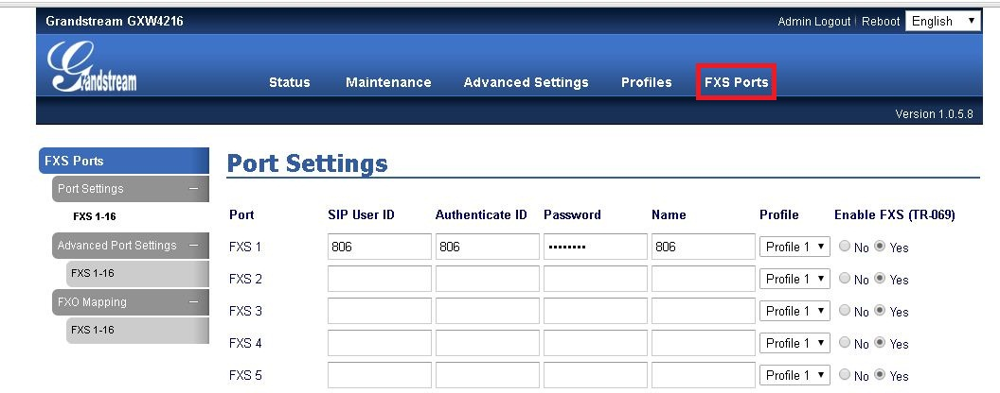 Grandstream GXW4216 Admin Logout | Reboot English
Grandstream
Status Maintenance Advanced Settings Profiles FXS Ports
Version 1.0.5.8
FXS Ports
Port Settings
FXS 1-16
Advanced Port Settings
FXS 1-16
FXO Mapping
FXS 1-16
Port Settings
Port SIP User ID Authenticate ID Password Name Profile Enable FXS (TR-069)
FXS 1 806 806 •••••••• 806 Profile 1 No Yes
FXS 2 Profile 1 No Yes
FXS 3 Profile 1 No Yes
FXS 4 Profile 1 No Yes
FXS 5 Profile 1 No Yes